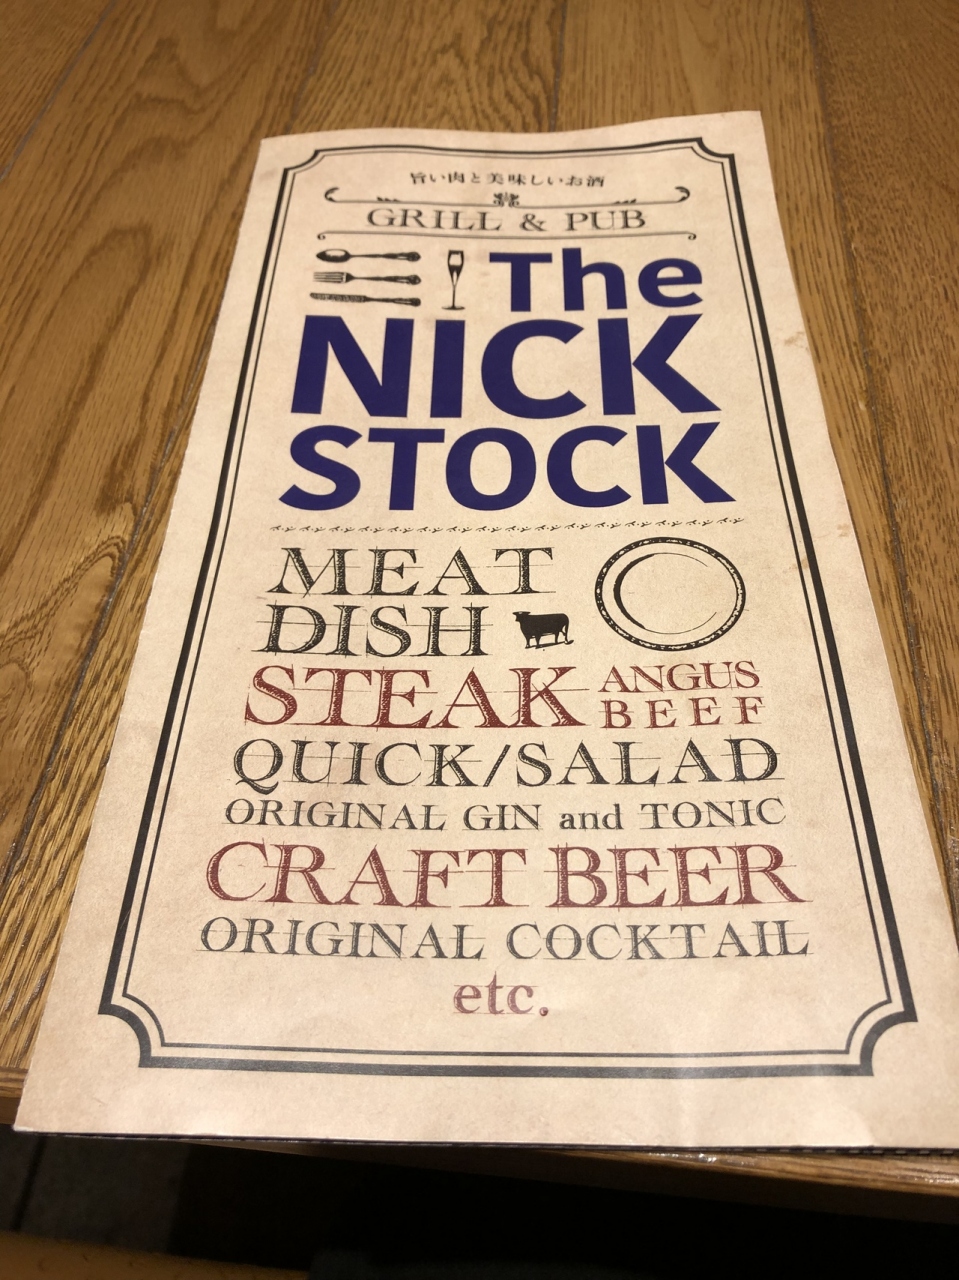 旨い肉と美味しいお酒
GRILL & PUB
The
NICK
STOCK
MEAT
DISH
STEAK ANGUS
BEEF
QUICK/SALAD
ORIGINAL GIN and TONIC
CRAFT BEER
ORIGINAL COCKTAIL
etc.